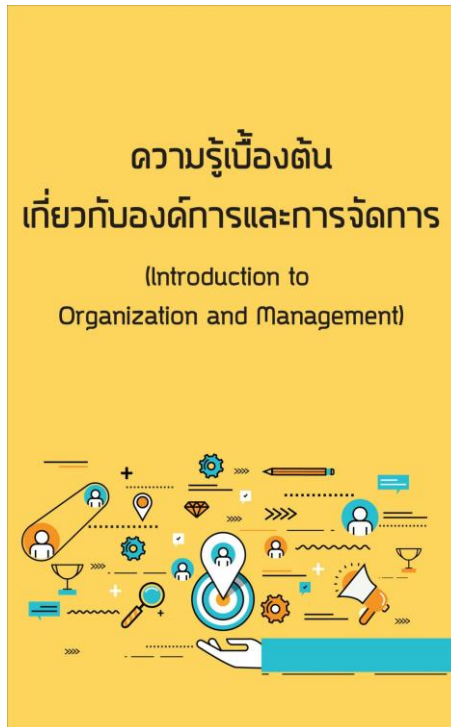 ความรู้เบื้องต้น
เกี่ยวกับองค์การและการจัดการ
(Introduction to
Organization and Management)